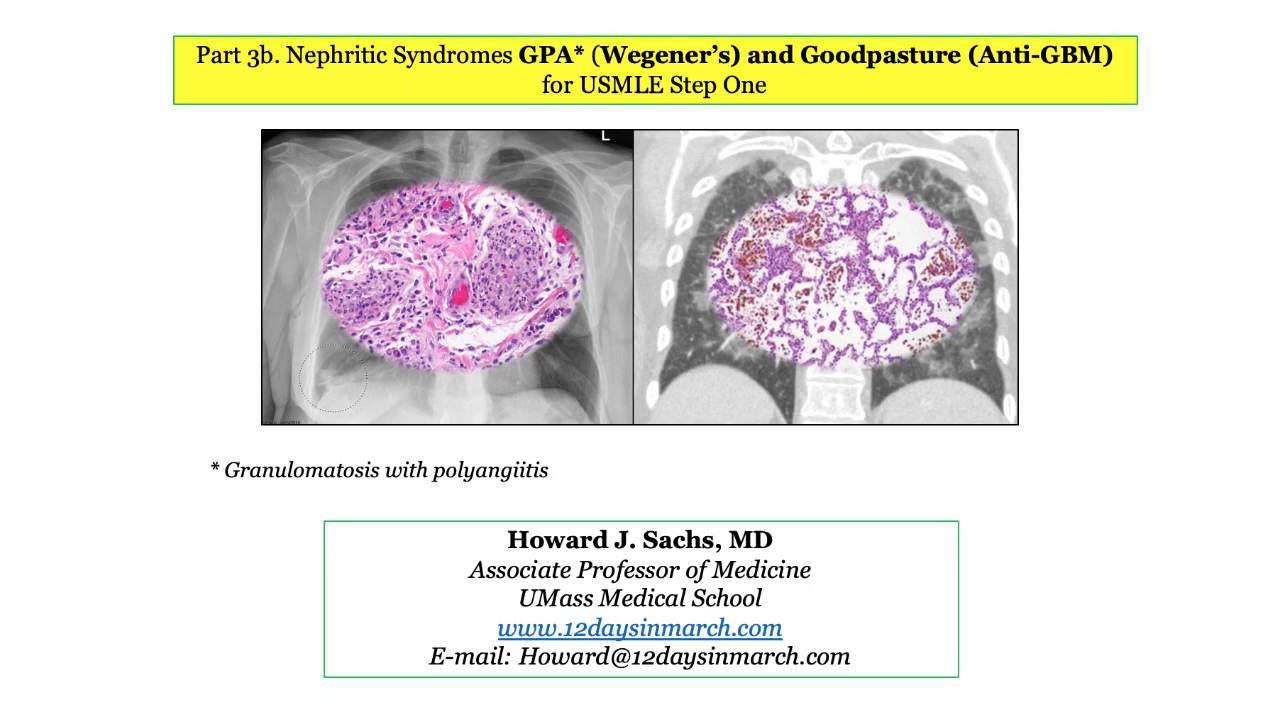 Part 3b. Nephritic Syndromes GPA* (Wegener’s) and Goodpasture (Anti-GBM)
for USMLE Step One
L
* Granulomatosis with polyangiitis
Howard J. Sachs, MD
Associate Professor of Medicine
UMass Medical School
www.12daysinmarch.com
E-mail: Howard@12daysinmarch.com